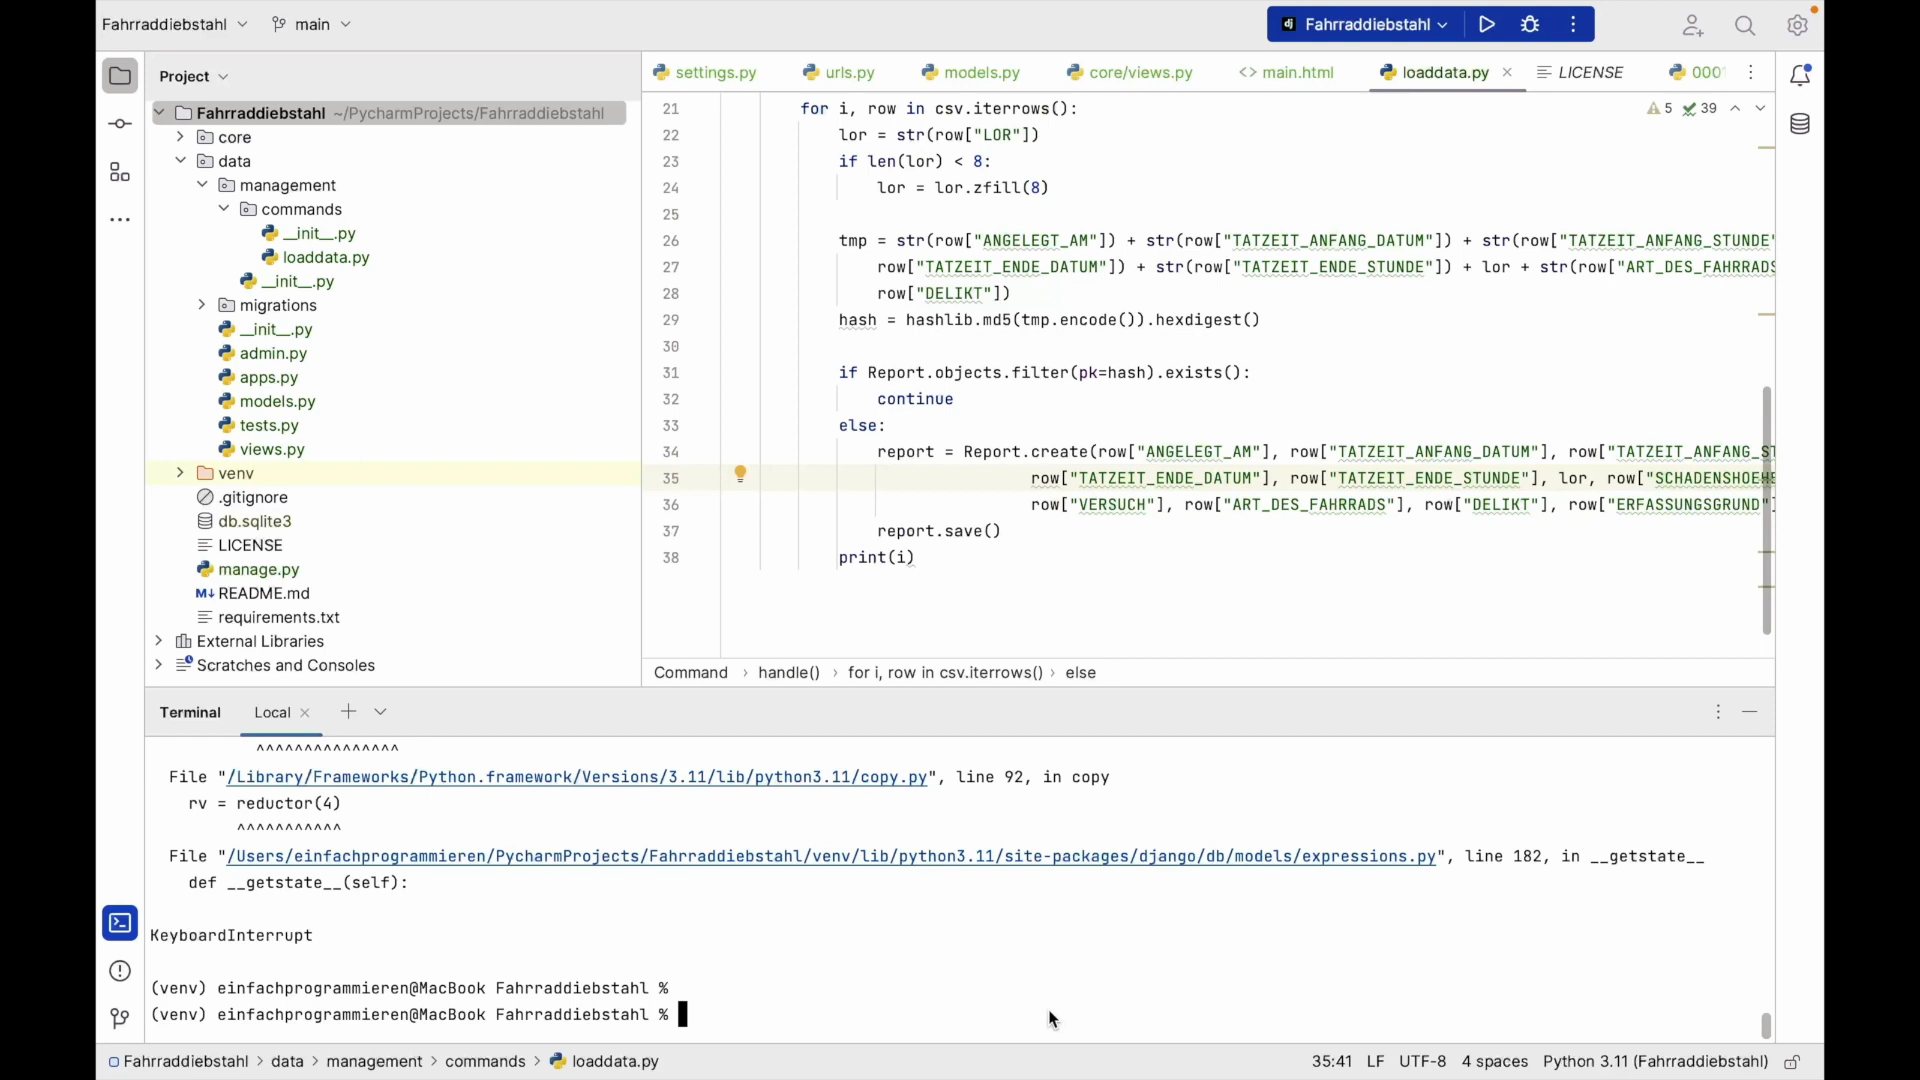 Fahrraddiebstahl
main
Fahrraddiebstahl
Project
settings.py
urls.py
models.py
core/views.py
main.html
loaddata.py
LICENSE
Fahrraddiebstahl ~/PycharmProjects/Fahrraddiebstahl
core
data
management
commands
__init__.py
loaddata.py
__init__.py
migrations
__init__.py
admin.py
apps.py
models.py
tests.py
views.py
venv
.gitignore
db.sqlite3
LICENSE
manage.py
README.md
requirements.txt
External Libraries
Scratches and Consoles
5 39
21 for i, row in csv.iterrows():
22 lor = str(row["LOR"])
23 if len(lor) < 8:
24 lor = lor.zfill(8)
25
26 tmp = str(row["ANGELEGT_AM"]) + str(row["TATZEIT_ANFANG_DATUM"]) + str(row["TATZEIT_ANFANG_STUNDE"
27 row["TATZEIT_ENDE_DATUM"]) + str(row["TATZEIT_ENDE_STUNDE"]) + lor + str(row["ART_DES_FAHRRADS
28 row["DELIKT"])
29 hash = hashlib.md5(tmp.encode()).hexdigest()
30
31 if Report.objects.filter(pk=hash).exists():
32 continue
33 else:
34 report = Report.create(row["ANGELEGT_AM"], row["TATZEIT_ANFANG_DATUM"], row["TATZEIT_ANFANG_ST
35 row["TATZEIT_ENDE_DATUM"], row["TATZEIT_ENDE_STUNDE"], lor, row["SCHADENSHOEHE
36 row["VERSUCH"], row["ART_DES_FAHRRADS"], row["DELIKT"], row["ERFASSUNGSGRUND"]
37 report.save()
38 print(i)
Command › handle() › for i, row in csv.iterrows() › else
Terminal
Local
^^^^^^^^^^^^^^^
File "/Library/Frameworks/Python.framework/Versions/3.11/lib/python3.11/copy.py", line 92, in copy
rv = reductor(4)
^^^^^^^^^^^
File "/Users/einfachprogrammieren/PycharmProjects/Fahrraddiebstahl/venv/lib/python3.11/site-packages/django/db/models/expressions.py", line 182, in __getstate__
def __getstate__(self):
KeyboardInterrupt
(venv) einfachprogrammieren@MacBook Fahrraddiebstahl %
(venv) einfachprogrammieren@MacBook Fahrraddiebstahl %
Fahrraddiebstahl › data › management › commands › loaddata.py
35:41 LF UTF-8 4 spaces Python 3.11 (Fahrraddiebstahl)